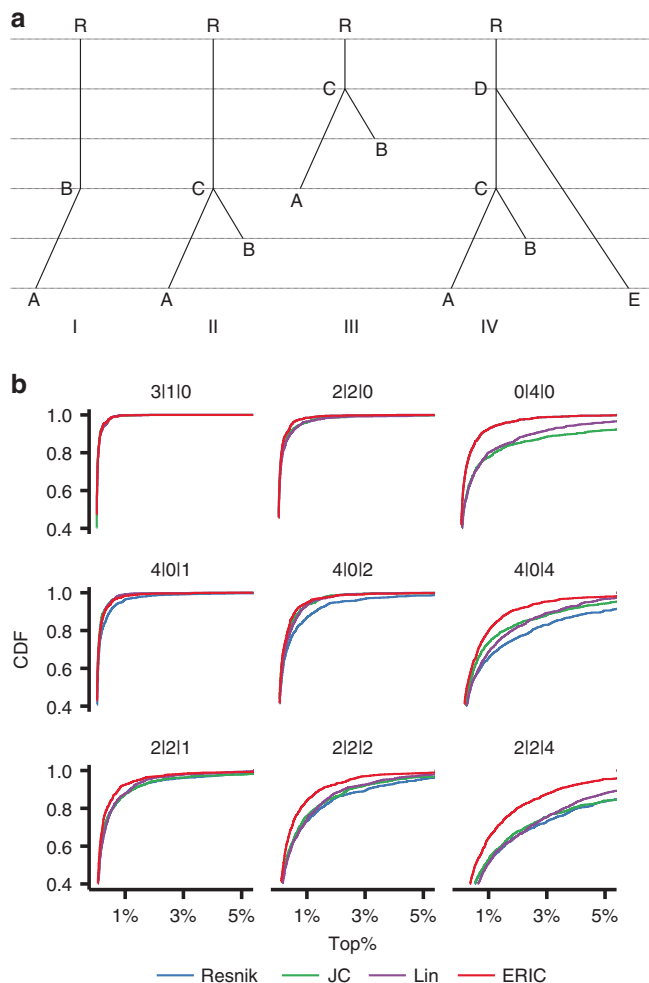 a
R R R R
C D
B
B C A C
B B
A A A E
I II III IV
b
3|1|0 2|2|0 0|4|0
1.0
0.8
0.6
0.4
4|0|1 4|0|2 4|0|4
1.0
0.8
0.6
0.4
CDF
2|2|1 2|2|2 2|2|4
1.0
0.8
0.6
0.4
1% 3% 5% 1% 3% 5% 1% 3% 5%
Top%
Resnik JC Lin ERIC